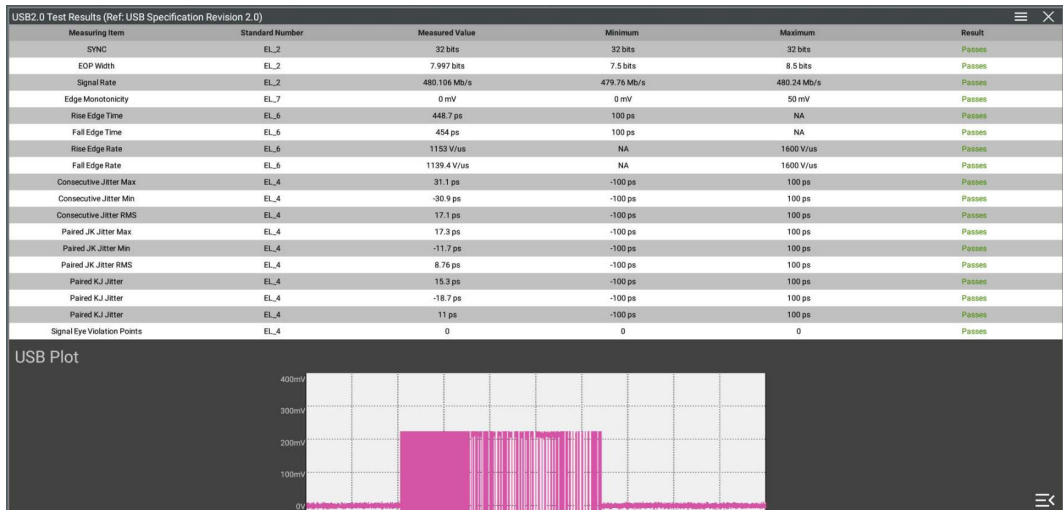 USB2.0 Test Results (Ref: USB Specification Revision 2.0)
Measuring Item Standard Number Measured Value Minimum Maximum Result
SYNC EL_2 32 bits 32 bits 32 bits Passes
EOP Width EL_2 7.997 bits 7.5 bits 8.5 bits Passes
Signal Rate EL_2 480.106 Mb/s 479.76 Mb/s 480.24 Mb/s Passes
Edge Monotonicity EL_7 0 mV 0 mV 50 mV Passes
Rise Edge Time EL_6 448.7 ps 100 ps NA Passes
Fall Edge Time EL_6 454 ps 100 ps NA Passes
Rise Edge Rate EL_6 1153 V/us NA 1600 V/us Passes
Fall Edge Rate EL_6 1139.4 V/us NA 1600 V/us Passes
Consecutive Jitter Max EL_4 31.1 ps -100 ps 100 ps Passes
Consecutive Jitter Min EL_4 -30.9 ps -100 ps 100 ps Passes
Consecutive Jitter RMS EL_4 17.1 ps -100 ps 100 ps Passes
Paired JK Jitter Max EL_4 17.3 ps -100 ps 100 ps Passes
Paired JK Jitter Min EL_4 -11.7 ps -100 ps 100 ps Passes
Paired JK Jitter RMS EL_4 8.76 ps -100 ps 100 ps Passes
Paired KJ Jitter EL_4 15.3 ps -100 ps 100 ps Passes
Paired KJ Jitter EL_4 -18.7 ps -100 ps 100 ps Passes
Paired KJ Jitter EL_4 11 ps -100 ps 100 ps Passes
Signal Eye Violation Points EL_4 0 0 0 Passes
USB Plot
400mV
300mV
200mV
100mV
0V